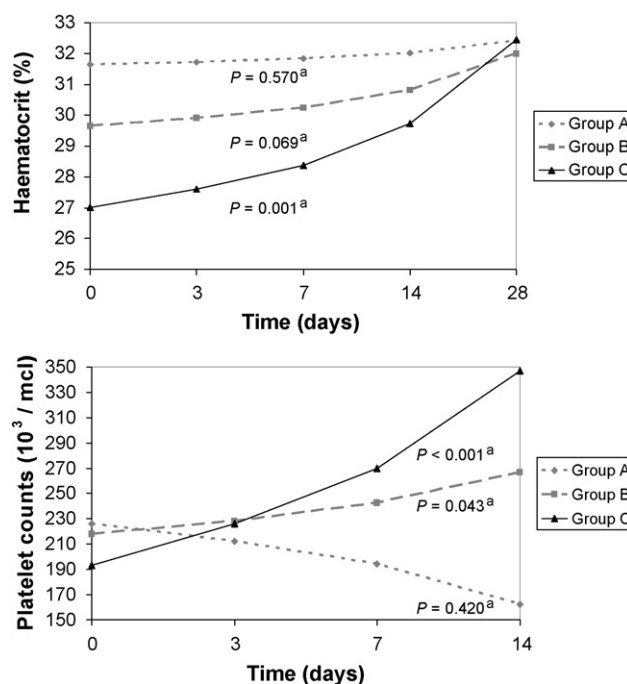 Haematocrit (%)
33
32
31
30
29
28
27
26
25
P = 0.570a
P = 0.069a
P = 0.001a
0 3 7 14 28
Time (days)
Group A
Group B
Group C
Platelet counts (10³ / mcl)
350
330
310
290
270
250
230
210
190
170
150
P < 0.001a
P = 0.043a
P = 0.420a
0 3 7 14
Time (days)
Group A
Group B
Group C